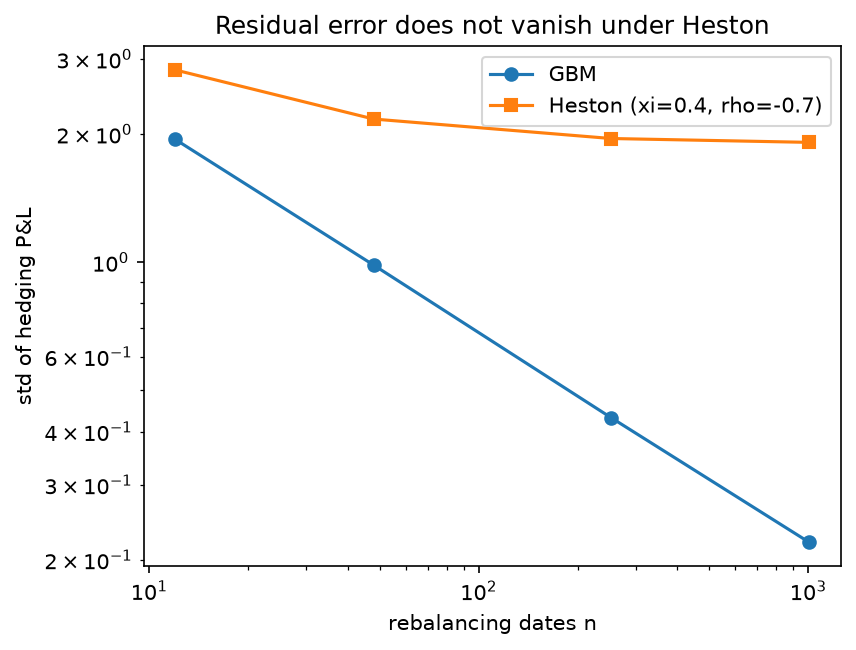 Residual error does not vanish under Heston
GBM
Heston (xi=0.4, rho=-0.7)
std of hedging P&L
3 × 10⁰
2 × 10⁰
10⁰
6 × 10⁻¹
4 × 10⁻¹
3 × 10⁻¹
2 × 10⁻¹
10¹
10²
10³
rebalancing dates n